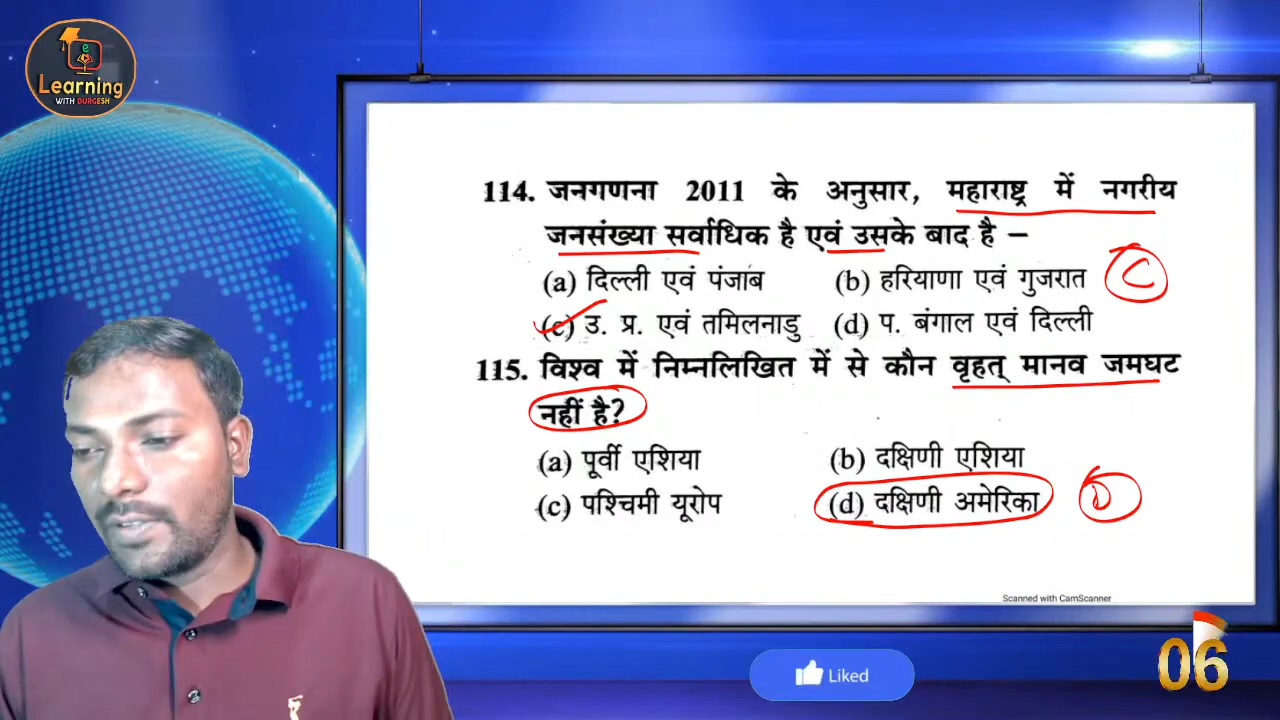 e
Learning
WITH DURGESH
114. जनगणना 2011 के अनुसार, महाराष्ट्र में नगरीय
जनसंख्या सर्वाधिक है एवं उसके बाद है –
(a) दिल्ली एवं पंजाब (b) हरियाणा एवं गुजरात C
(c) उ. प्र. एवं तमिलनाडु (d) प. बंगाल एवं दिल्ली
115. विश्व में निम्नलिखित में से कौन वृहत् मानव जमघट
नहीं है?
(a) पूर्वी एशिया (b) दक्षिणी एशिया
(c) पश्चिमी यूरोप (d) दक्षिणी अमेरिका D
Scanned with CamScanner
06
Liked